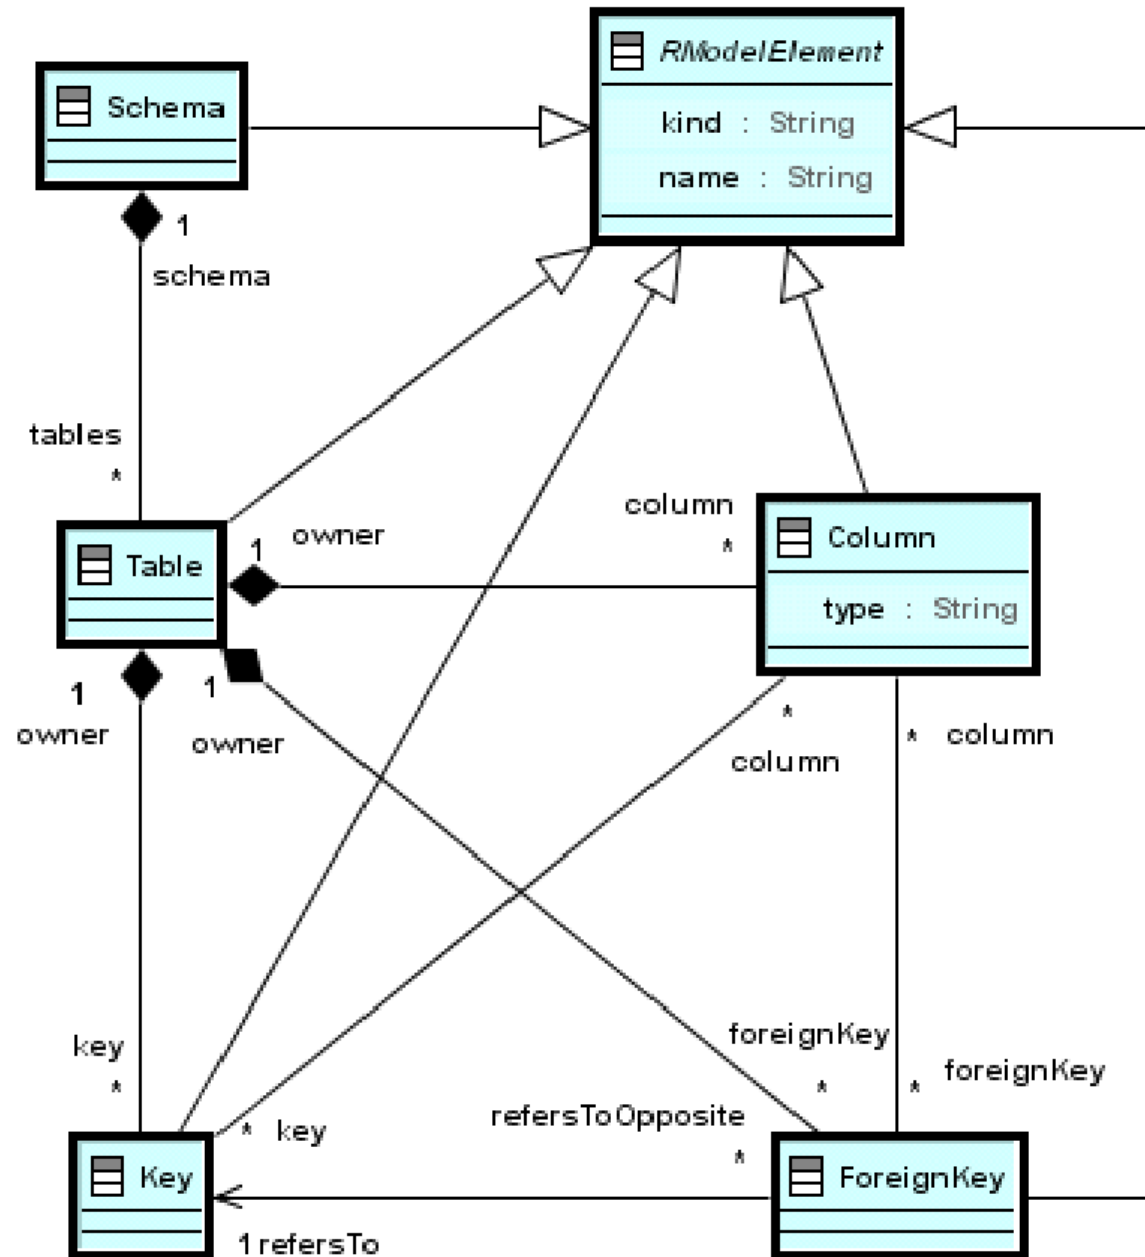 RModelElement
kind : String
name : String
Schema
1
schema
tables
*
Table
1
owner
column
*
Column
type : String
1
owner
1
owner
*
column
* column
key
*
* key
foreignKey
*
foreignKey
*
refersToOpposite
*
Key
ForeignKey
1 refersTo